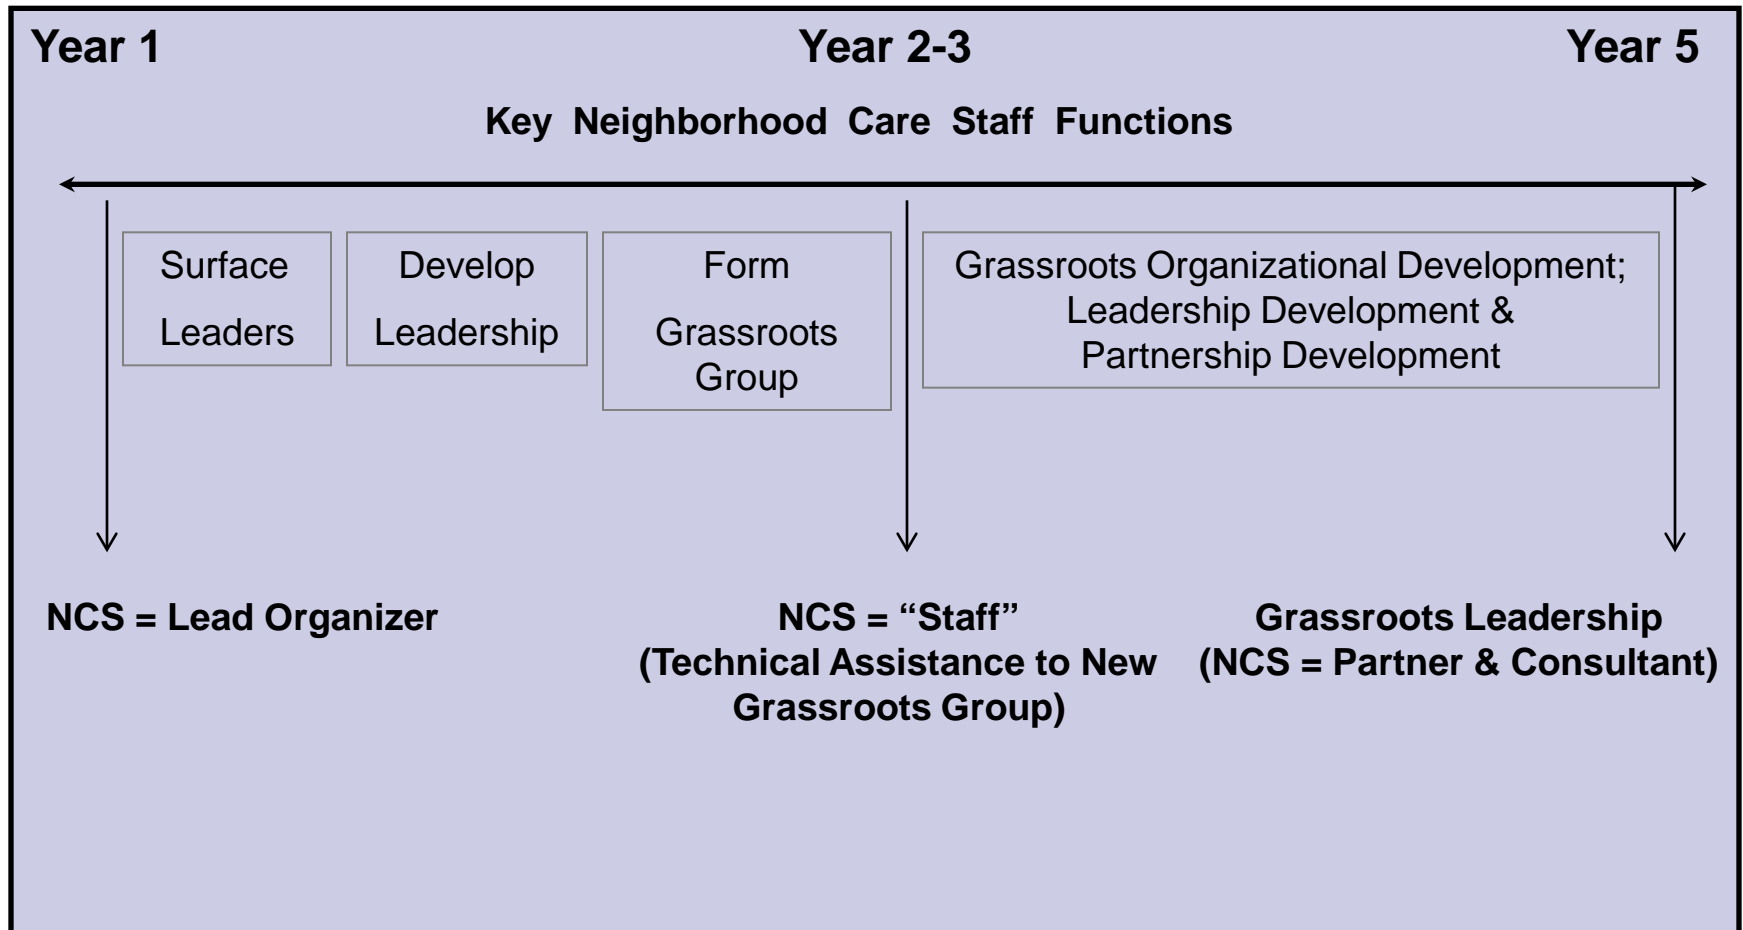 Year 1 Year 2-3 Year 5
Key Neighborhood Care Staff Functions
Surface
Leaders
Develop
Leadership
Form
Grassroots
Group
Grassroots Organizational Development;
Leadership Development &
Partnership Development
NCS = Lead Organizer
NCS = “Staff”
(Technical Assistance to New
Grassroots Group)
Grassroots Leadership
(NCS = Partner & Consultant)